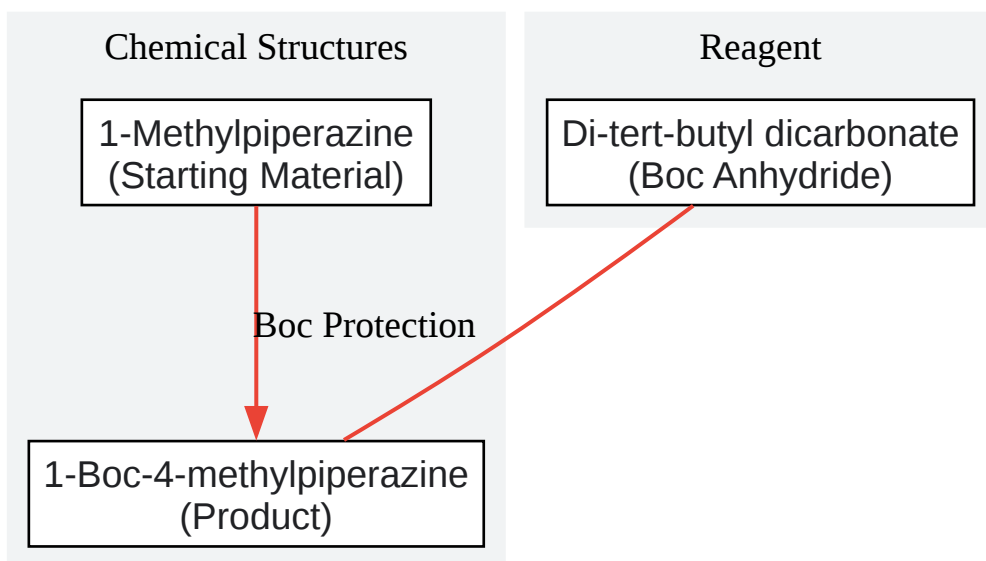 Chemical Structures
Reagent
1-Methylpiperazine
(Starting Material)
Di-tert-butyl dicarbonate
(Boc Anhydride)
Boc Protection
1-Boc-4-methylpiperazine
(Product)